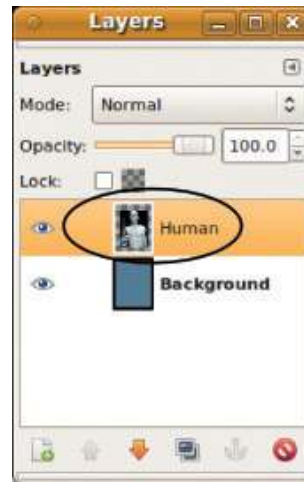 Layers
Layers
Mode: Normal
Opacity: 100.0
Lock:
Human
Background